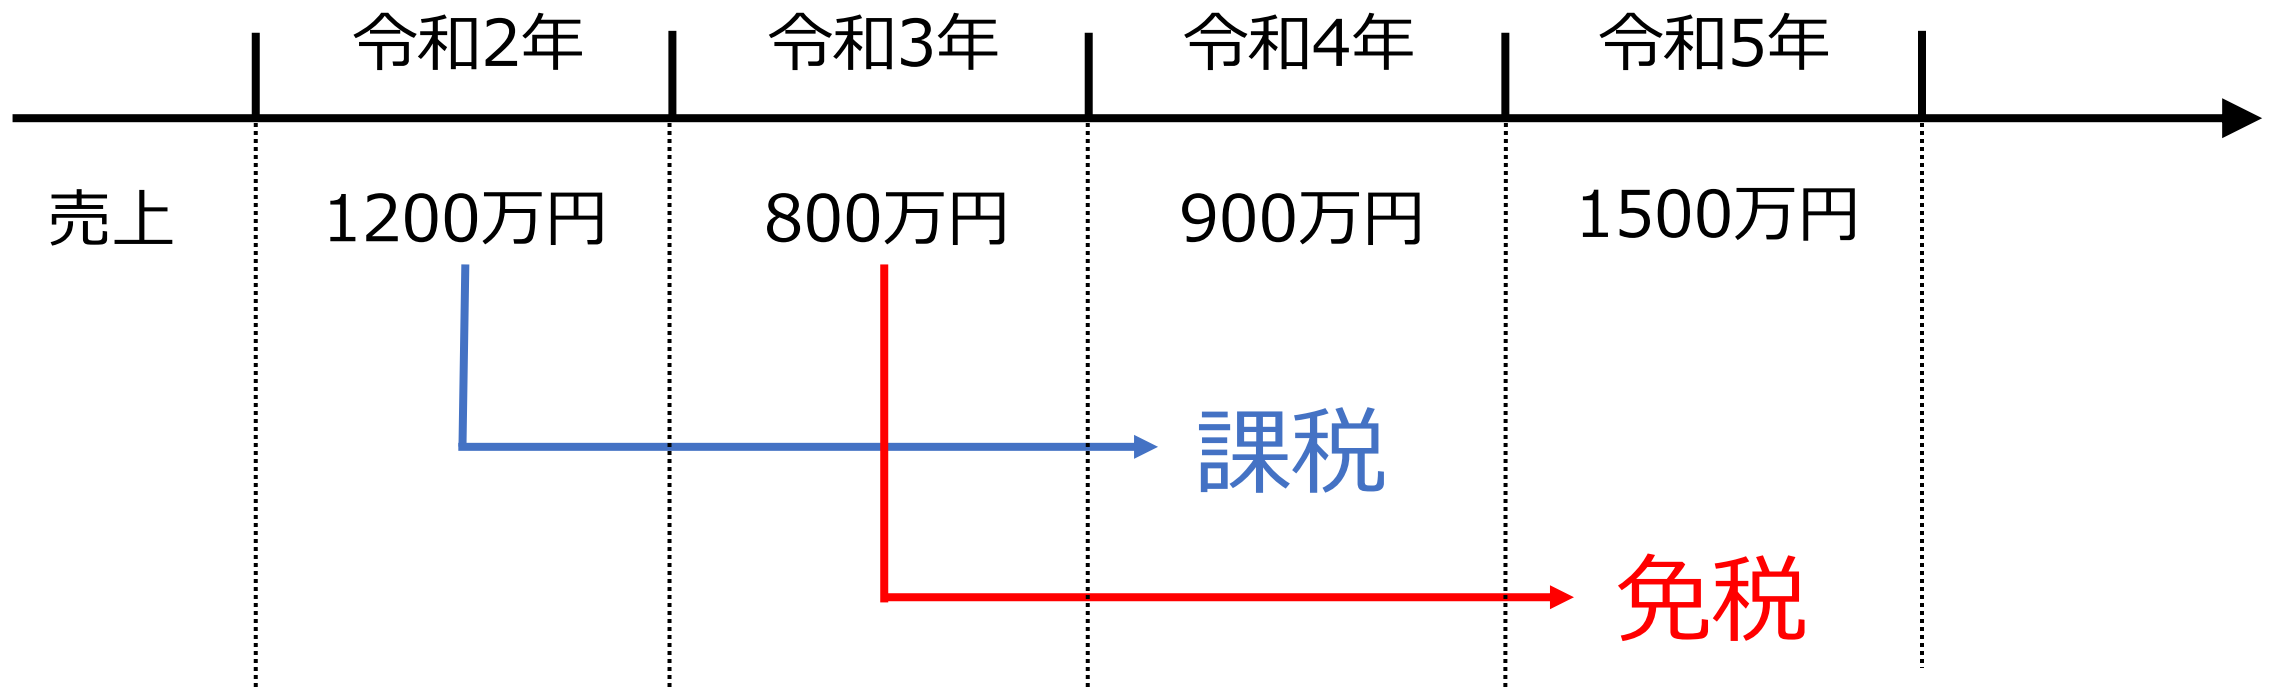 令和2年 令和3年 令和4年 令和5年
売上 1200万円 800万円 900万円 1500万円
課税
免税